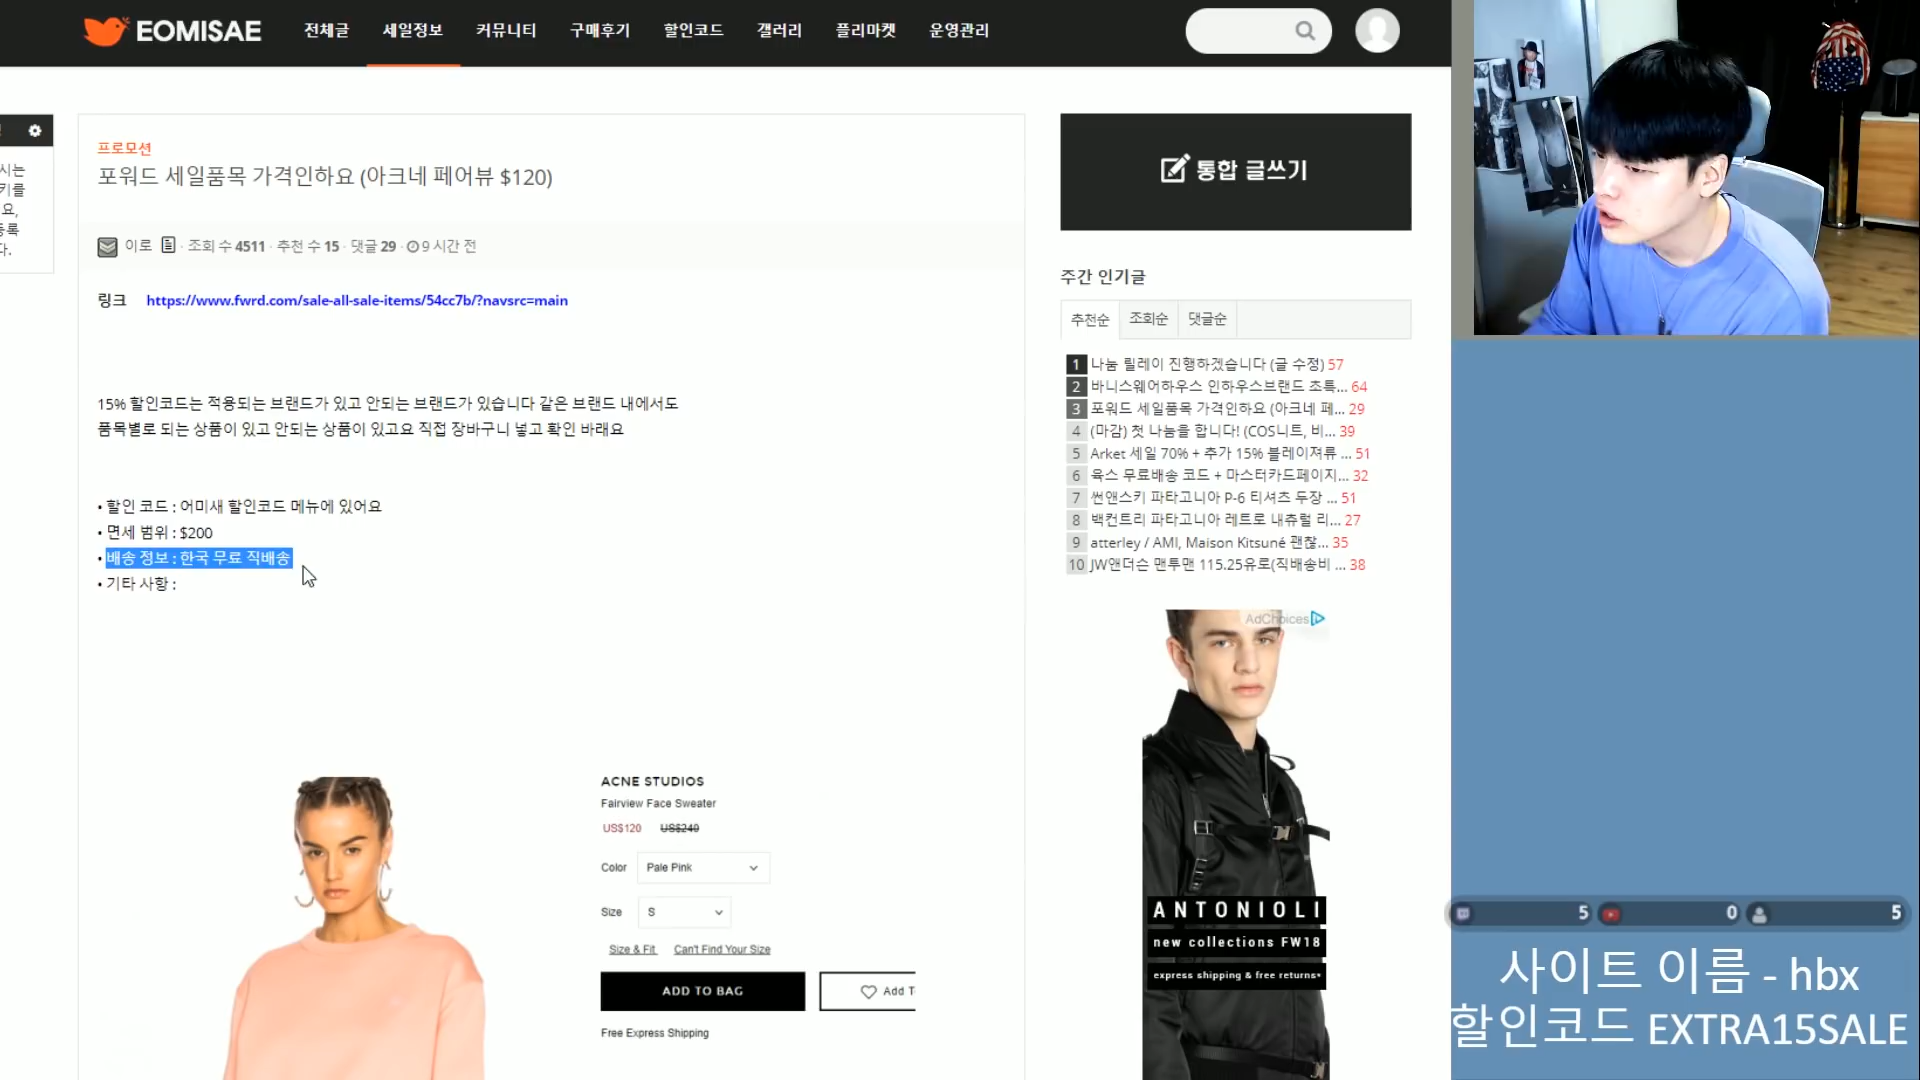 EOMISAE
전체글 세일정보 커뮤니티 구매후기 할인코드 갤러리 플리마켓 운영관리
시는
키를
요,
등록
다.
프로모션
포워드 세일품목 가격인하요 (아크네 페어뷰 $120)
이로 · 조회 수 4511 · 추천 수 15 · 댓글 29 · 9 시간 전
링크 https://www.fwrd.com/sale-all-sale-items/54cc7b/?navsrc=main
15% 할인코드는 적용되는 브랜드가 있고 안되는 브랜드가 있습니다 같은 브랜드 내에서도
품목별로 되는 상품이 있고 안되는 상품이 있고요 직접 장바구니 넣고 확인 바래요
• 할인 코드 : 어미새 할인코드 메뉴에 있어요
• 면세 범위 : $200
• 배송 정보 : 한국 무료 직배송
• 기타 사항 :
ACNE STUDIOS
Fairview Face Sweater
US$120 US$240
Color Pale Pink
Size S
Size & Fit Can't Find Your Size
ADD TO BAG
Add T
Free Express Shipping
통합 글쓰기
주간 인기글
추천순 조회순 댓글순
1 나눔 릴레이 진행하겠습니다 (글 수정) 57
2 바니스웨어하우스 인하우스브랜드 초특... 64
3 포워드 세일품목 가격인하요 (아크네 페... 29
4 (마감) 첫 나눔을 합니다! (COS니트, 비... 39
5 Arket 세일 70% + 추가 15% 블레이져류 ... 51
6 육스 무료배송 코드 + 마스터카드페이지... 32
7 썬앤스키 파타고니아 P-6 티셔츠 두장 ... 51
8 백컨트리 파타고니아 레트로 내츄럴 리... 27
9 atterley / AMI, Maison Kitsuné 괜찮... 35
10 JW앤더슨 맨투맨 115.25유로(직배송비 ... 38
AdChoices
ANTONIOLI
new collections FW18
express shipping & free returns*
5 0 5
사이트 이름 - hbx
할인코드 EXTRA15SALE